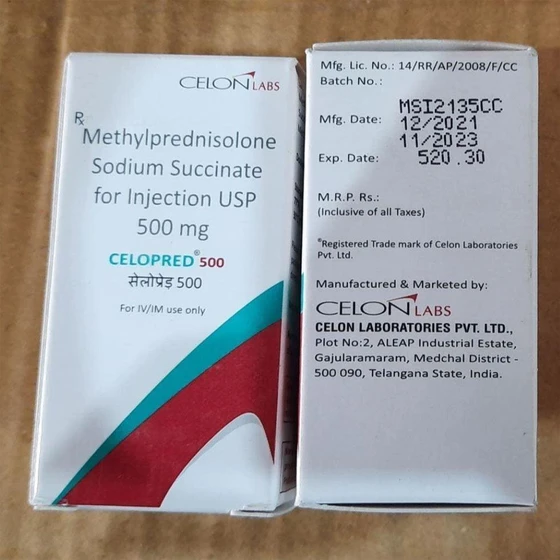 CELON LABS
Rx
Methylprednisolone
Sodium Succinate
for Injection USP
500 mg
CELOPRED® 500
सेलोप्रेड 500
For IV/IM use only
Mfg. Lic. No.: 14/RR/AP/2008/F/CC
Batch No.:
MSI2135CC
Mfg. Date: 12/2021
11/2023
Exp. Date: 520.30
M.R.P. Rs.:
(Inclusive of all Taxes)
®Registered Trade mark of Celon Laboratories
Pvt. Ltd.
Manufactured & Marketed by:
CELON LABS
CELON LABORATORIES PVT. LTD.,
Plot No:2, ALEAP Industrial Estate,
Gajularamaram, Medchal District -
500 090, Telangana State, India.